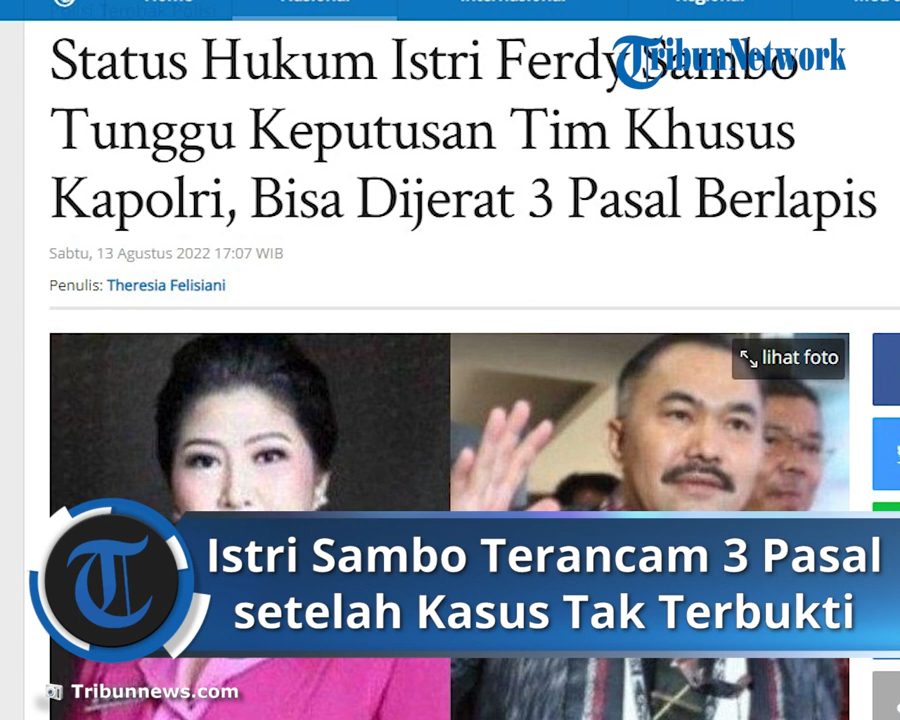 TribunNetwork
Status Hukum Istri Ferdy Sambo
Tunggu Keputusan Tim Khusus
Kapolri, Bisa Dijerat 3 Pasal Berlapis
Sabtu, 13 Agustus 2022 17:07 WIB
Penulis: Theresia Felisiani
lihat foto
Istri Sambo Terancam 3 Pasal
setelah Kasus Tak Terbukti
Tribunnews.com